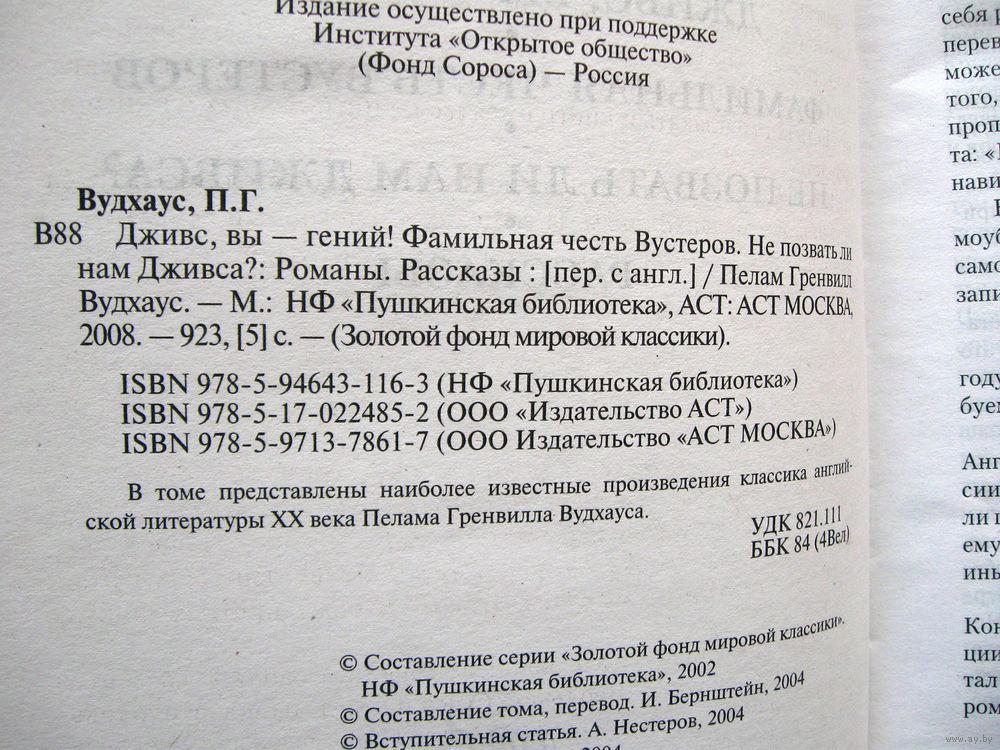 Издание осуществлено при поддержке
Института «Открытое общество»
(Фонд Сороса) — Россия
Вудхаус, П.Г.
В88 Дживс, вы — гений! Фамильная честь Вустеров. Не позвать ли
нам Дживса?: Романы. Рассказы : [пер. с англ.] / Пелам Гренвилл
Вудхаус. — М.: НФ «Пушкинская библиотека», АСТ: АСТ МОСКВА,
2008. — 923, [5] с. — (Золотой фонд мировой классики).
ISBN 978-5-94643-116-3 (НФ «Пушкинская библиотека»)
ISBN 978-5-17-022485-2 (ООО «Издательство АСТ»)
ISBN 978-5-9713-7861-7 (ООО Издательство «АСТ МОСКВА»)
В томе представлены наиболее известные произведения классика англий-
ской литературы XX века Пелама Гренвилла Вудхауса.
УДК 821.111
ББК 84 (4Вел)
© Составление серии «Золотой фонд мировой классики».
НФ «Пушкинская библиотека», 2002
© Составление тома, перевод. И. Бернштейн, 2004
© Вступительная статья. А. Нестеров, 2004
2004
себя
перев
може
того,
проп
та:
нави
моуб
само
запи
году
буем
Анг
сии
ли
ему
инь
Кон
ции
тал
ром
www.ay.by